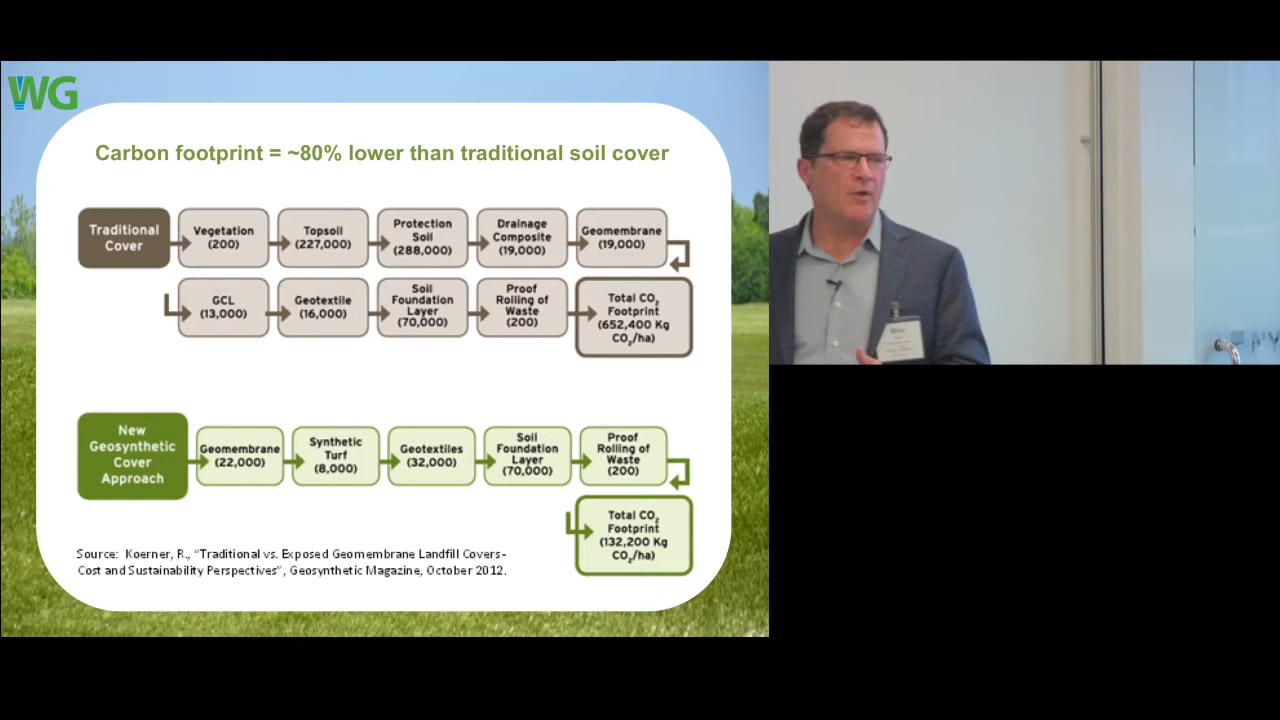 WG
Carbon footprint = ~80% lower than traditional soil cover
Traditional
Cover
Vegetation
(200)
Topsoil
(227,000)
Protection
Soil
(288,000)
Drainage
Composite
(19,000)
Geomembrane
(19,000)
GCL
(13,000)
Geotextile
(16,000)
Soil
Foundation
Layer
(70,000)
Proof
Rolling of
Waste
(200)
Total CO₂
Footprint
(652,400 Kg
CO₂/ha)
New
Geosynthetic
Cover
Approach
Geomembrane
(22,000)
Synthetic
Turf
(8,000)
Geotextiles
(32,000)
Soil
Foundation
Layer
(70,000)
Proof
Rolling of
Waste
(200)
Total CO₂
Footprint
(132,200 Kg
CO₂/ha)
Source: Koerner, R., "Traditional vs. Exposed Geomembrane Landfill Covers-
Cost and Sustainability Perspectives", Geosynthetic Magazine, October 2012.
Mike